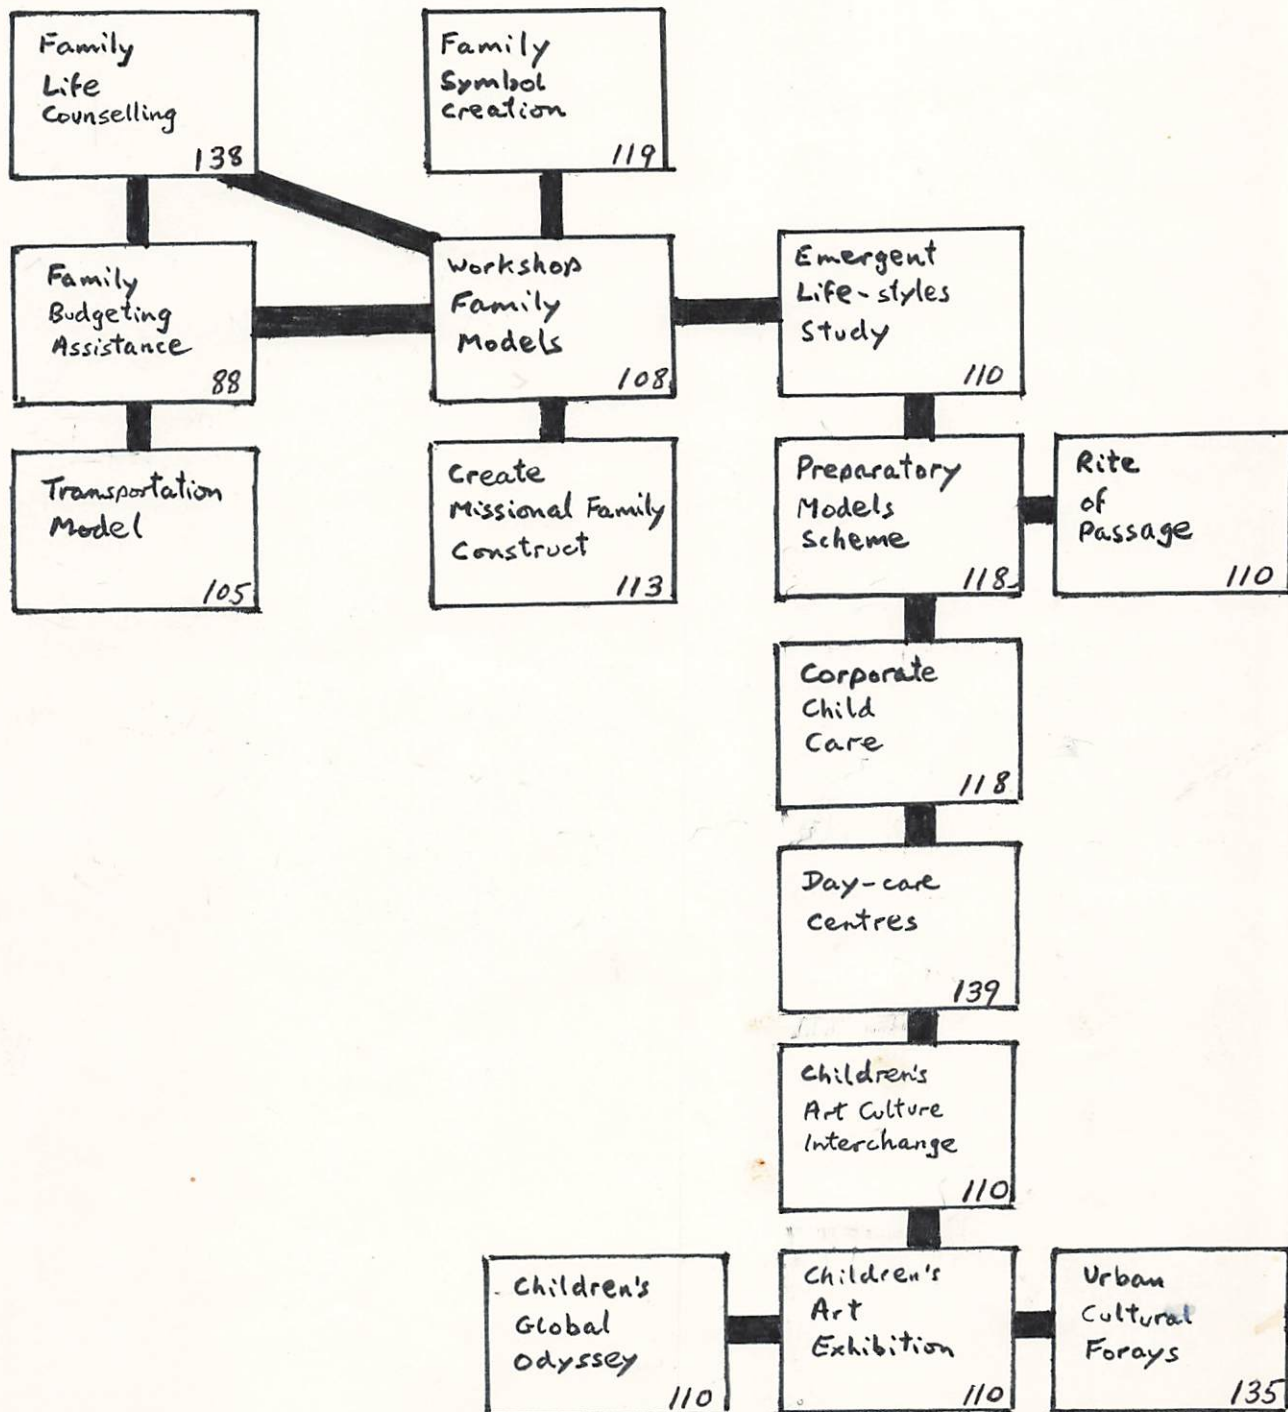 Family
Life
Counselling
138
Family
Symbol
Creation
119
Family
Budgeting
Assistance
88
Workshop
Family
Models
108
Emergent
Life-styles
Study
110
Transportation
Model
105
Create
Missional Family
Construct
113
Preparatory
Models
Scheme
118
Rite
of
Passage
110
Corporate
Child
Care
118
Day-care
Centres
139
Children's
Art Culture
Interchange
110
Children's
Global
Odyssey
110
Children's
Art
Exhibition
110
Urban
Cultural
Forays
135